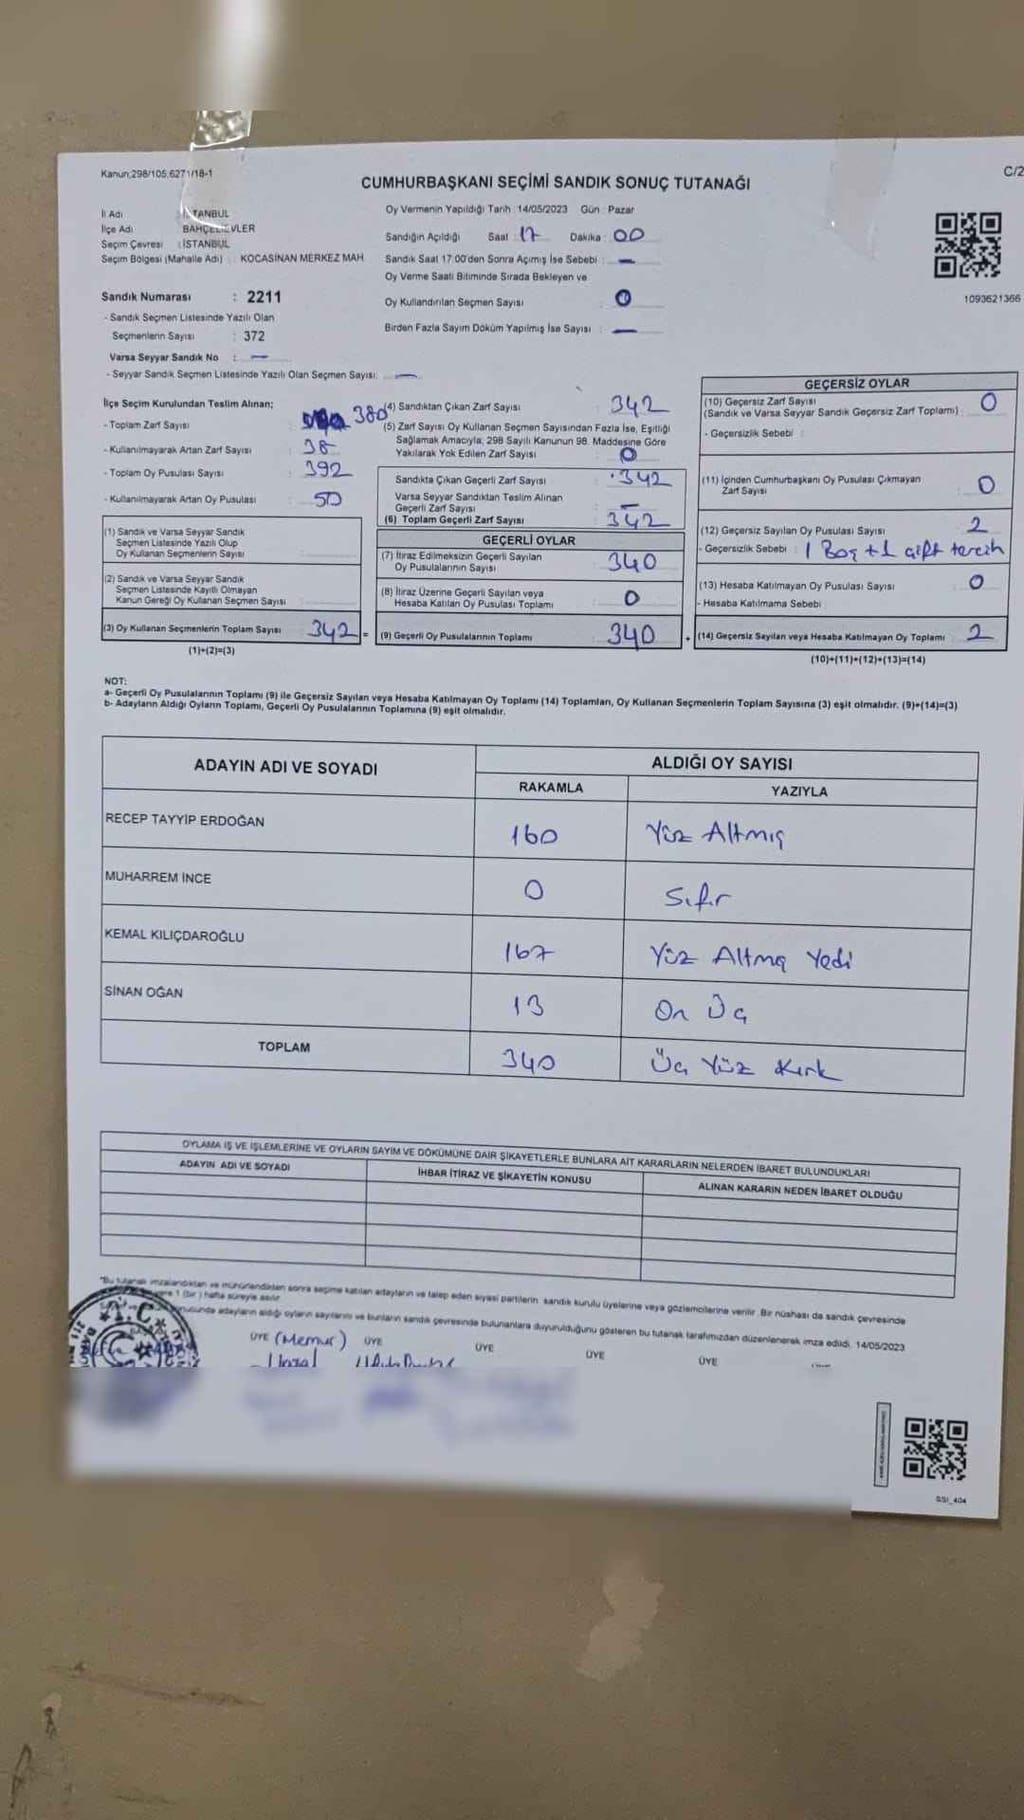 Kanun;298/105,6271/18-1
C/2
CUMHURBAŞKANI SEÇİMİ SANDIK SONUÇ TUTANAĞI
İl Adı : İSTANBUL
İlçe Adı BAHÇELİEVLER
Seçim Çevresi : İSTANBUL
Seçim Bölgesi (Mahalle Adı) : KOCASİNAN MERKEZ MAH
Oy Vermenin Yapıldığı Tarih : 14/05/2023 Gün : Pazar
Sandığın Açıldığı Saat : 17 Dakika : 00
Sandık Saat 17:00'den Sonra Açımış İse Sebebi : —
Oy Verme Saati Bitiminde Sırada Bekleyen ve
Oy Kullandırılan Seçmen Sayısı 0
Birden Fazla Sayım Döküm Yapılmış İse Sayısı : —
1093621366
Sandık Numarası : 2211
- Sandık Seçmen Listesinde Yazılı Olan
Seçmenlerin Sayısı : 372
Varsa Seyyar Sandık No : —
- Seyyar Sandık Seçmen Listesinde Yazılı Olan Seçmen Sayısı: —
İlçe Seçim Kurulundan Teslim Alınan;
- Toplam Zarf Sayısı : 380
- Kullanılmayarak Artan Zarf Sayısı : 38
- Toplam Oy Pusulası Sayısı : 392
- Kullanılmayarak Artan Oy Pusulası : 50
(1) Sandık ve Varsa Seyyar Sandık
Seçmen Listesinde Yazılı Olup
Oy Kullanan Seçmenlerin Sayısı
(2) Sandık ve Varsa Seyyar Sandık
Seçmen Listesinde Kayıtlı Olmayan
Kanun Gereği Oy Kullanan Seçmen Sayısı
(3) Oy Kullanan Seçmenlerin Toplam Sayısı 342 =
(1)+(2)=(3)
(4) Sandıktan Çıkan Zarf Sayısı 342
(5) Zarf Sayısı Oy Kullanan Seçmen Sayısından Fazla İse, Eşitliği
Sağlamak Amacıyla; 298 Sayılı Kanunun 98. Maddesine Göre
Yakılarak Yok Edilen Zarf Sayısı 0
Sandıkta Çıkan Geçerli Zarf Sayısı 342
Varsa Seyyar Sandıktan Teslim Alınan
Geçerli Zarf Sayısı —
(6) Toplam Geçerli Zarf Sayısı 342
GEÇERLİ OYLAR
(7) İtiraz Edilmeksizin Geçerli Sayılan
Oy Pusulalarının Sayısı 340
(8) İtiraz Üzerine Geçerli Sayılan veya
Hesaba Katılan Oy Pusulası Toplamı 0
(9) Geçerli Oy Pusulalarının Toplamı 340 +
GEÇERSİZ OYLAR
(10) Geçersiz Zarf Sayısı
(Sandık ve Varsa Seyyar Sandık Geçersiz Zarf Toplamı) : 0
- Geçersizlik Sebebi :
(11) İçinden Cumhurbaşkanı Oy Pusulası Çıkmayan
Zarf Sayısı 0
(12) Geçersiz Sayılan Oy Pusulası Sayısı 2
- Geçersizlik Sebebi : 1 Boş + 1 çift tercih
(13) Hesaba Katılmayan Oy Pusulası Sayısı 0
- Hesaba Katılmama Sebebi
(14) Geçersiz Sayılan veya Hesaba Katılmayan Oy Toplamı 2
(10)+(11)+(12)+(13)=(14)
NOT:
a- Geçerli Oy Pusulalarının Toplamı (9) ile Geçersiz Sayılan veya Hesaba Katılmayan Oy Toplamı (14) Toplamları, Oy Kullanan Seçmenlerin Toplam Sayısına (3) eşit olmalıdır. (9)+(14)=(3)
b- Adayların Aldığı Oyların Toplamı, Geçerli Oy Pusulalarının Toplamına (9) eşit olmalıdır.
ADAYIN ADI VE SOYADI ALDIĞI OY SAYISI
RAKAMLA YAZIYLA
RECEP TAYYİP ERDOĞAN 160 Yüz Altmış
MUHARREM İNCE 0 Sıfır
KEMAL KILIÇDAROĞLU 167 Yüz Altmış Yedi
SİNAN OĞAN 13 On Üç
TOPLAM 340 Üç Yüz Kırk
OYLAMA İŞ VE İŞLEMLERİNE VE OYLARIN SAYIM VE DÖKÜMÜNE DAİR ŞİKAYETLERLE BUNLARA AİT KARARLARIN NELERDEN İBARET BULUNDUKLARI
ADAYIN ADI VE SOYADI İHBAR İTİRAZ VE ŞİKAYETİN KONUSU ALINAN KARARIN NEDEN İBARET OLDUĞU
"Bu tutanak imzalandıktan ve mühürlendikten sonra seçime katılan adayların ve talep eden siyasi partilerin sandık kurulu üyelerine veya gözlemcilerine verilir. Bir nüshası da sandık çevresinde
1 (bir) hafta süreyle asılır.
adayların aldığı oyların sayılarını ve bunların sandık çevresinde bulunanlara duyurulduğunu gösteren bu tutanak tarafımızdan düzenlenerek imza edildi. 14/05/2023
T.C.
ÜYE (Memur) ÜYE ÜYE ÜYE ÜYE
SSI_404